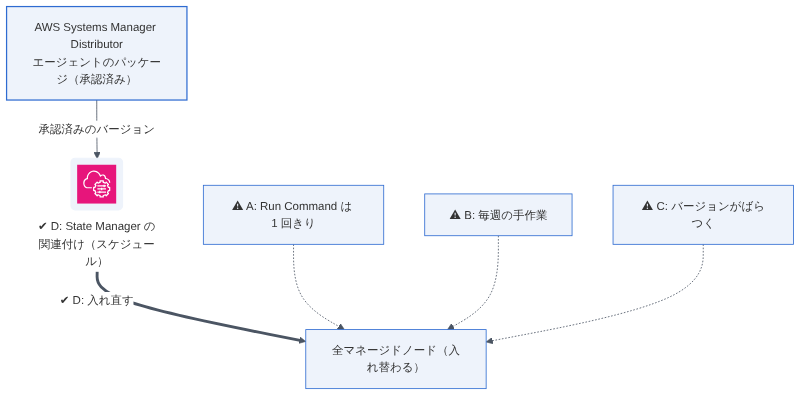 AWS Systems Manager
Distributor
エージェントのパッケー
ジ（承認済み）
承認済みのバージョン
✔ D: State Manager の
関連付け（スケジュー
ル）
⚠ A: Run Command は
1 回きり
⚠ B: 毎週の手作業
⚠ C: バージョンがばら
つく
✔ D: 入れ直す
全マネージドノード（入
れ替わる）